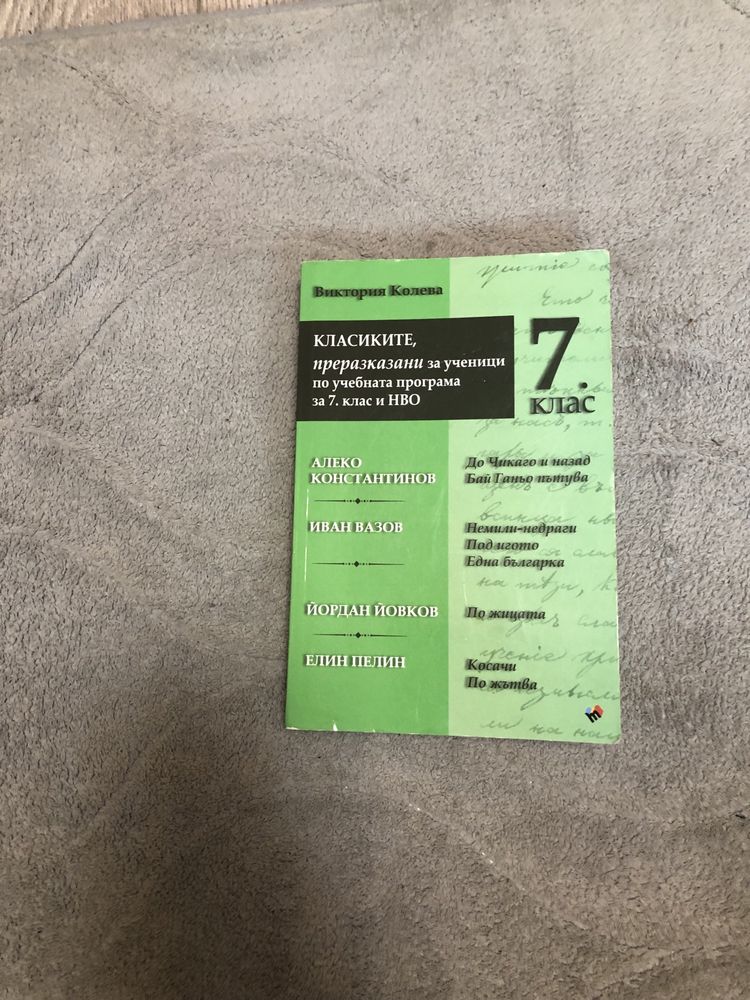 Виктория Колева
КЛАСИКИТЕ,
преразказани за ученици
по учебната програма
за 7. клас и НВО
7.
клас
АЛЕКО
КОНСТАНТИНОВ
До Чикаго и назад
Бай Ганьо пътува
ИВАН ВАЗОВ
Немили-недраги
Под игото
Една българка
ЙОРДАН ЙОВКОВ
По жицата
ЕЛИН ПЕЛИН
Косачи
По жътва